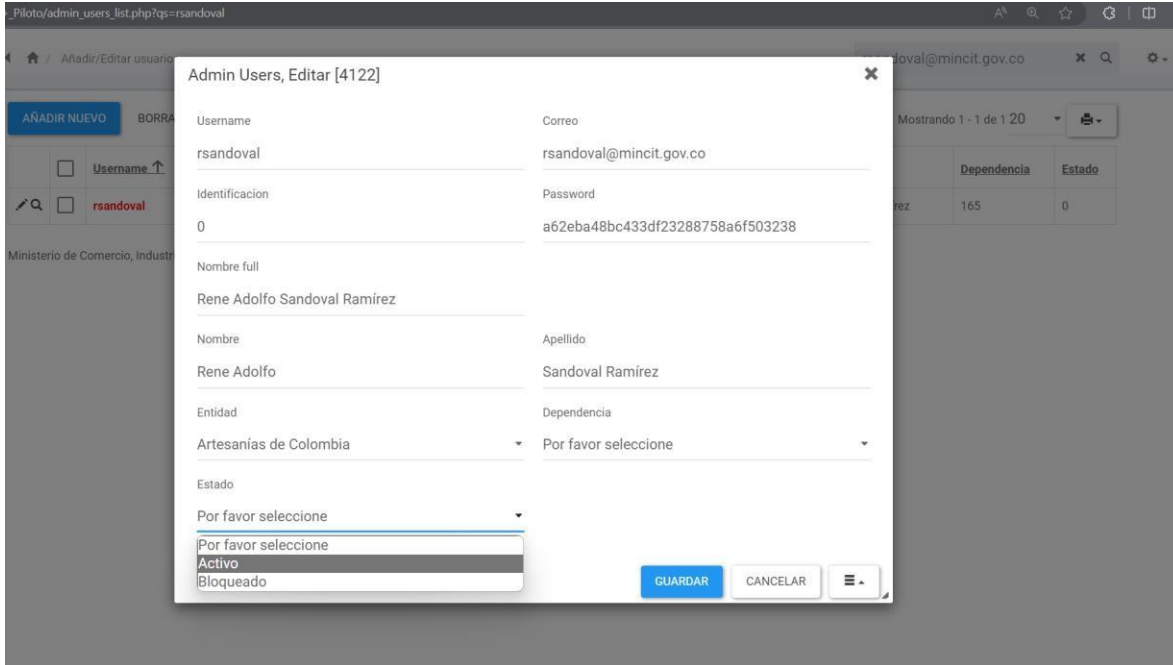 _Piloto/admin_users_list.php?qs=rsandoval
Añadir/Editar usuario
doval@mincit.gov.co
Admin Users, Editar [4122]
AÑADIR NUEVO BORRA
Mostrando 1 - 1 de 1 20
Username Correo
rsandoval rsandoval@mincit.gov.co
Username Dependencia Estado
Identificacion Password
rsandoval rez 165 0
0 a62eba48bc433df23288758a6f503238
Ministerio de Comercio, Industr
Nombre full
Rene Adolfo Sandoval Ramírez
Nombre Apellido
Rene Adolfo Sandoval Ramírez
Entidad Dependencia
Artesanías de Colombia Por favor seleccione
Estado
Por favor seleccione
Por favor seleccione
Activo
Bloqueado
GUARDAR CANCELAR